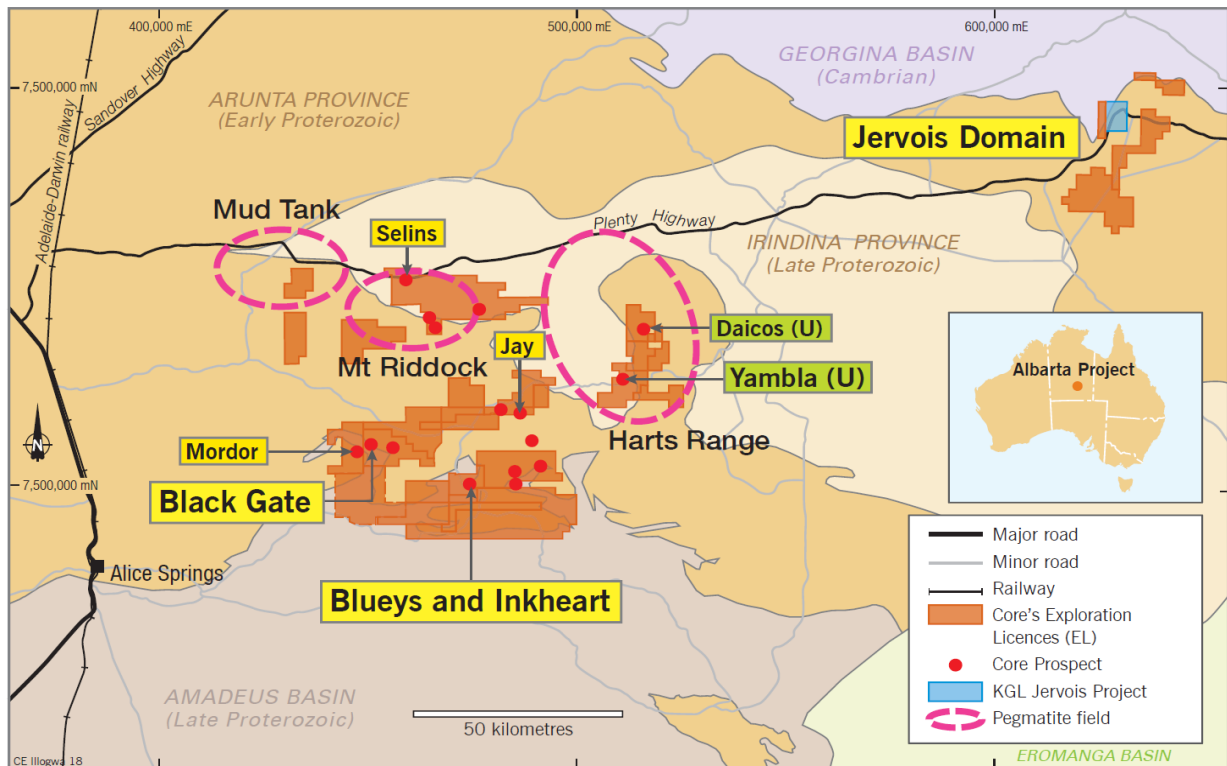 400,000 mE
500,000 mE
600,000 mE
7,500,000 mN
Adelaide-Darwin railway
Sandover Highway
ARUNTA PROVINCE
(Early Proterozoic)
GEORGINA BASIN
(Cambrian)
Jervois Domain
Mud Tank
Selins
Plenty Highway
IRINDINA PROVINCE
(Late Proterozoic)
Daicos (U)
Mt Riddock
Jay
Yambla (U)
Harts Range
Albarta Project
N
Mordor
Black Gate
7,500,000 mN
Alice Springs
Blueys and Inkheart
AMADEUS BASIN
(Late Proterozoic)
50 kilometres
Major road
Minor road
Railway
Core's Exploration
Licences (EL)
Core Prospect
KGL Jervois Project
Pegmatite field
EROMANGA BASIN
CE Illogwa 18